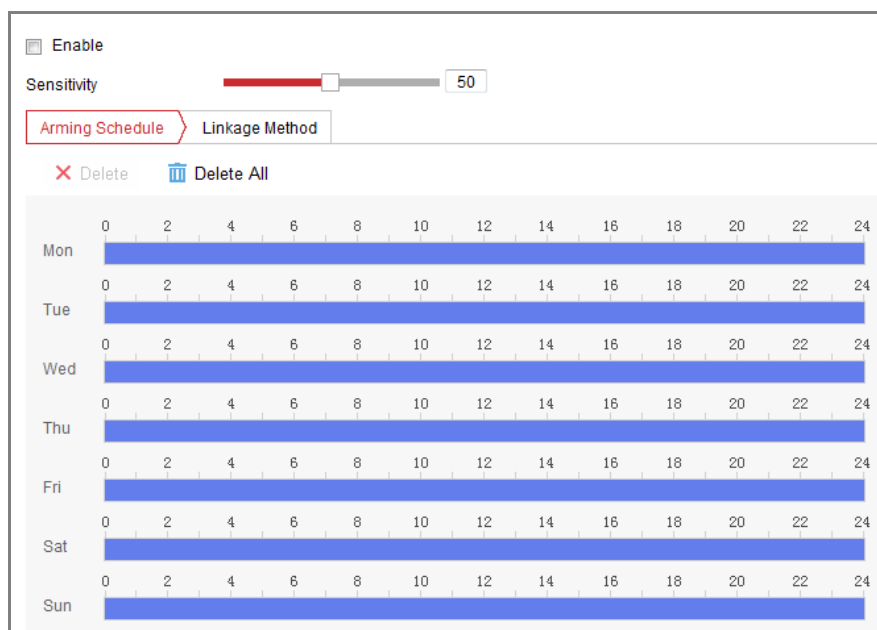 Enable
Sensitivity 50
Arming Schedule Linkage Method
Delete Delete All
0 2 4 6 8 10 12 14 16 18 20 22 24
Mon
0 2 4 6 8 10 12 14 16 18 20 22 24
Tue
0 2 4 6 8 10 12 14 16 18 20 22 24
Wed
0 2 4 6 8 10 12 14 16 18 20 22 24
Thu
0 2 4 6 8 10 12 14 16 18 20 22 24
Fri
0 2 4 6 8 10 12 14 16 18 20 22 24
Sat
0 2 4 6 8 10 12 14 16 18 20 22 24
Sun